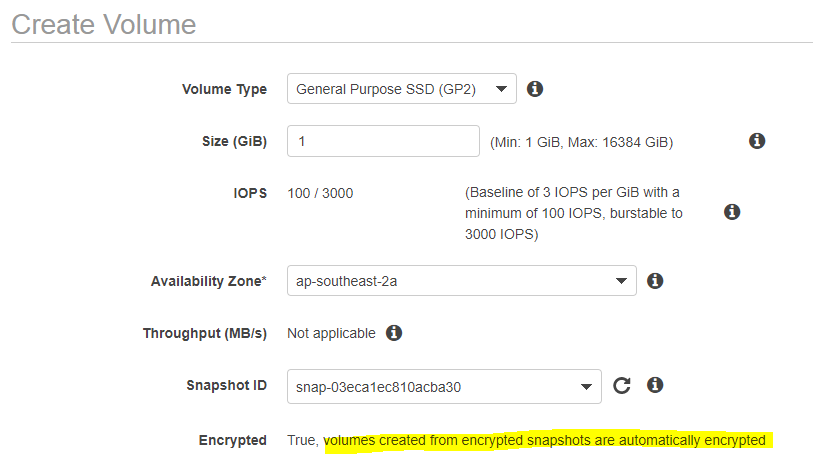 Create Volume
Volume Type General Purpose SSD (GP2)
Size (GiB) 1 (Min: 1 GiB, Max: 16384 GiB)
IOPS 100 / 3000 (Baseline of 3 IOPS per GiB with a
minimum of 100 IOPS, burstable to
3000 IOPS)
Availability Zone* ap-southeast-2a
Throughput (MB/s) Not applicable
Snapshot ID snap-03eca1ec810acba30
Encrypted True, volumes created from encrypted snapshots are automatically encrypted